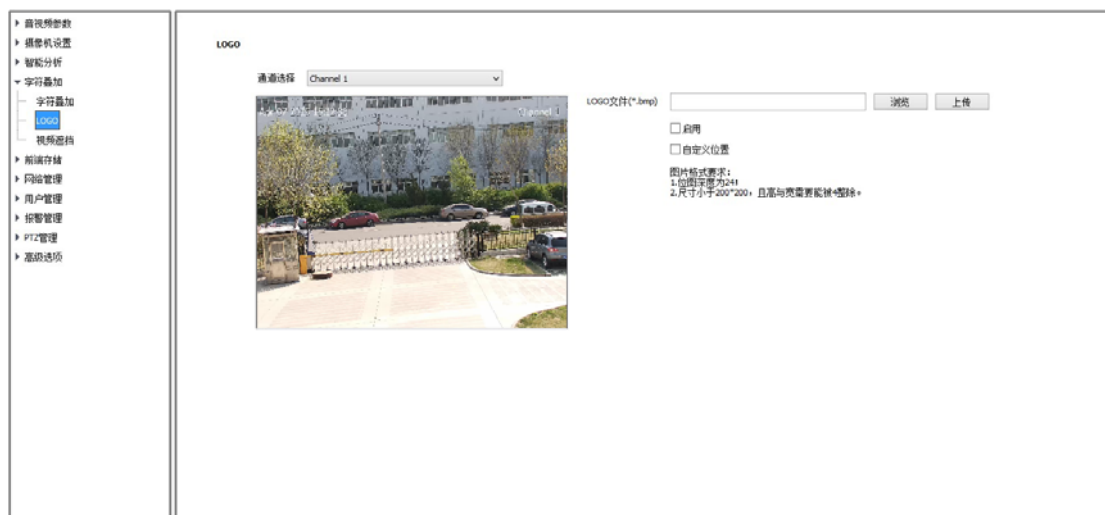 音视频参数
摄像机设置
智能分析
字符叠加
字符叠加
LOGO
视频遮挡
前端存储
网络管理
用户管理
报警管理
PTZ管理
高级选项
LOGO
通道选择 Channel 1
Channel 1
LOGO文件(*.bmp) 浏览 上传
启用
自定义位置
图片格式要求：
1.位图深度为24!
2.尺寸小于200*200，且高与宽需要能被4整除。